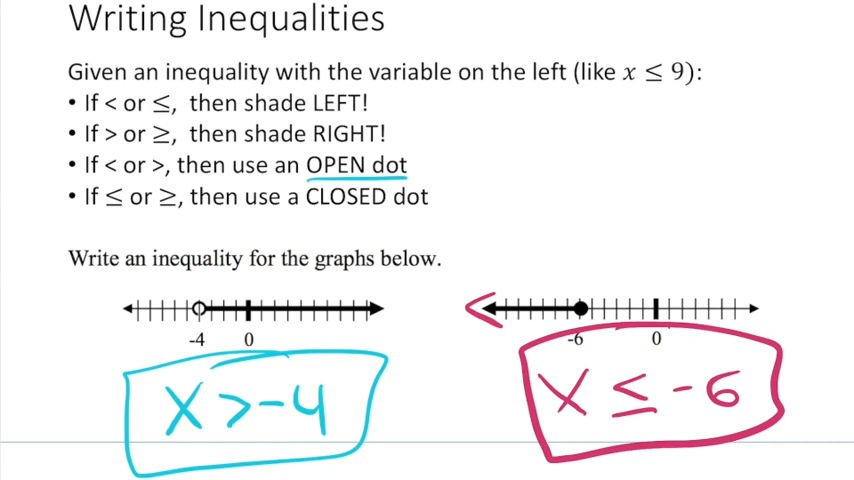 Writing Inequalities
Given an inequality with the variable on the left (like x ≤ 9):
• If < or ≤, then shade LEFT!
• If > or ≥, then shade RIGHT!
• If < or >, then use an OPEN dot
• If ≤ or ≥, then use a CLOSED dot
Write an inequality for the graphs below.
-4 0 -6 0
x > -4 x ≤ -6